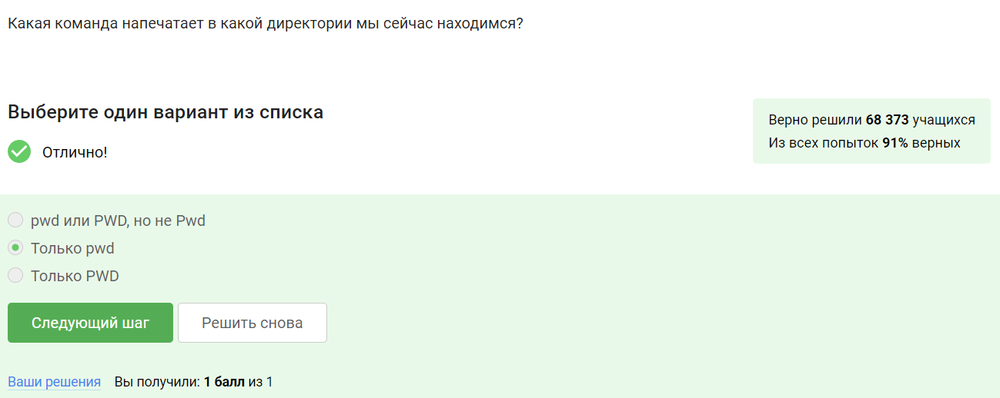 Какая команда напечатает в какой директории мы сейчас находимся?
Выберите один вариант из списка
Отлично!
Верно решили 68 373 учащихся
Из всех попыток 91% верных
pwd или PWD, но не Pwd
Только pwd
Только PWD
Следующий шаг
Решить снова
Ваши решения Вы получили: 1 балл из 1